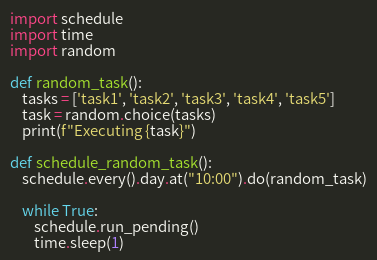 import schedule
import time
import random

def random_task():
    tasks = ['task1', 'task2', 'task3', 'task4', 'task5']
    task = random.choice(tasks)
    print(f"Executing {task}")

def schedule_random_task():
    schedule.every().day.at("10:00").do(random_task)

    while True:
        schedule.run_pending()
        time.sleep(1)